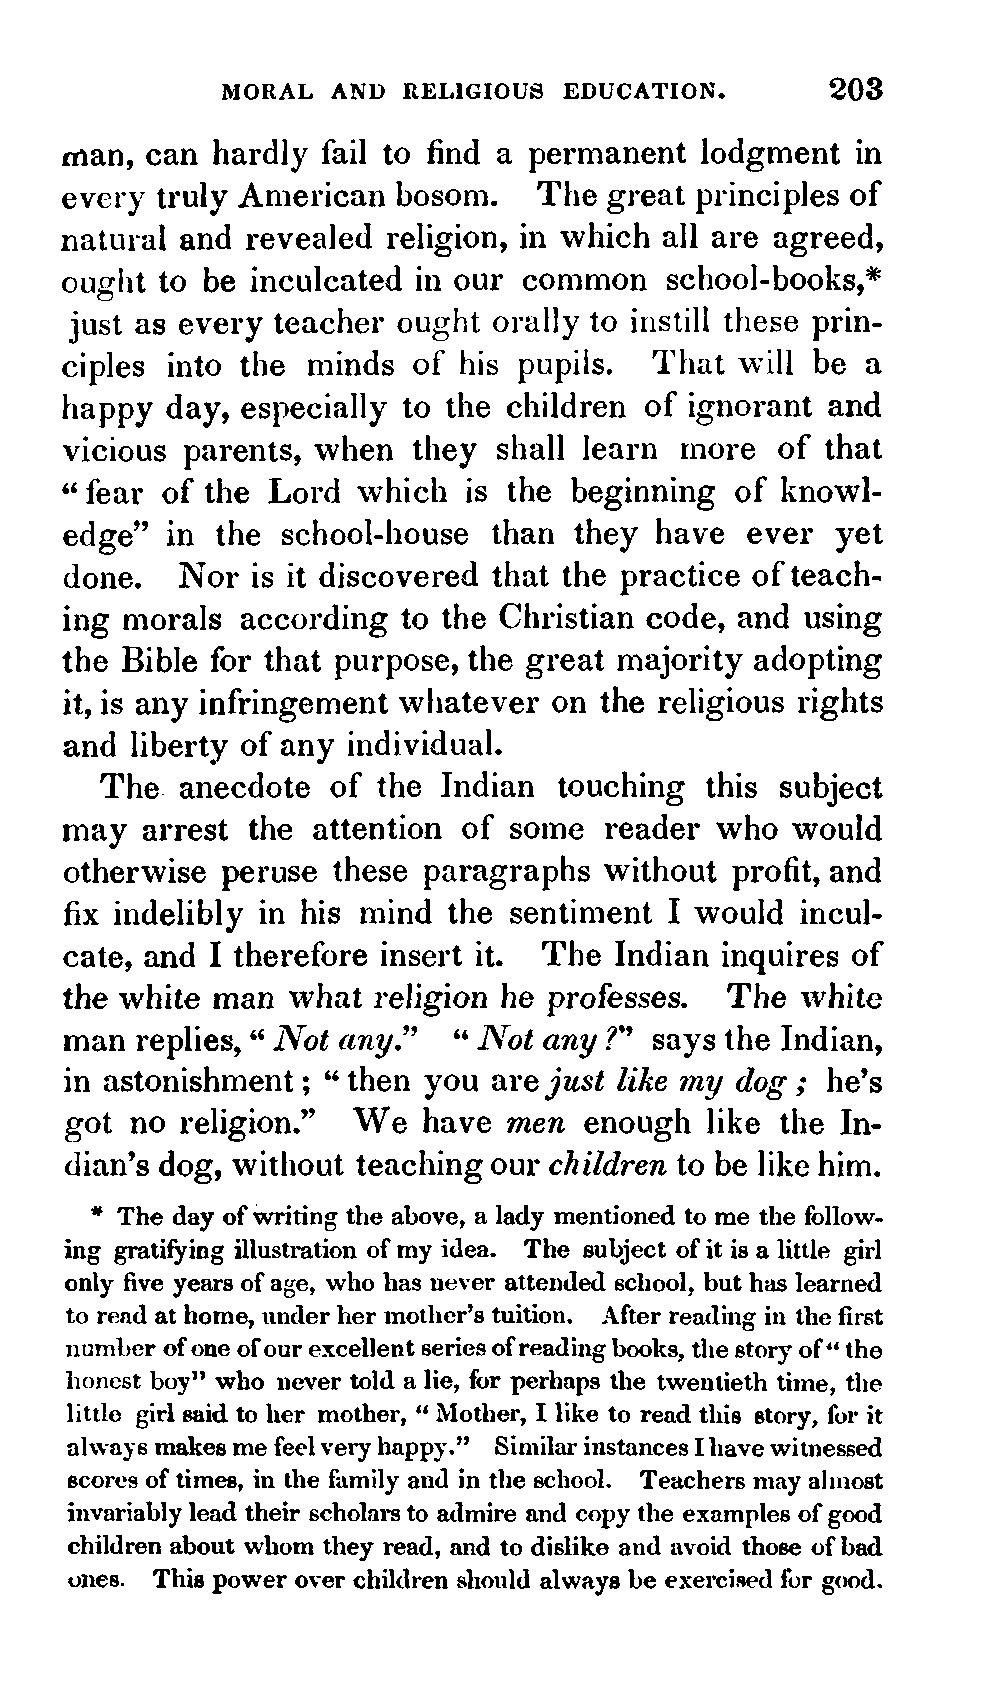 MORAL AND RELIGIOUS EDUCATION. 203
man, can hardly fail to find a permanent lodgment in
every truly American bosom. The great principles of
natural and revealed religion, in which all are agreed,
ought to be inculcated in our common school-books,*
just as every teacher ought orally to instill these prin-
ciples into the minds of his pupils. That will be a
happy day, especially to the children of ignorant and
vicious parents, when they shall learn more of that
“fear of the Lord which is the beginning of knowl-
edge” in the school-house than they have ever yet
done. Nor is it discovered that the practice of teach-
ing morals according to the Christian code, and using
the Bible for that purpose, the great majority adopting
it, is any infringement whatever on the religious rights
and liberty of any individual.
The anecdote of the Indian touching this subject
may arrest the attention of some reader who would
otherwise peruse these paragraphs without profit, and
fix indelibly in his mind the sentiment I would incul-
cate, and I therefore insert it. The Indian inquires of
the white man what religion he professes. The white
man replies, “Not any.” “Not any?” says the Indian,
in astonishment; “then you are just like my dog; he’s
got no religion.” We have men enough like the In-
dian’s dog, without teaching our children to be like him.
* The day of writing the above, a lady mentioned to me the follow-
ing gratifying illustration of my idea. The subject of it is a little girl
only five years of age, who has never attended school, but has learned
to read at home, under her mother’s tuition. After reading in the first
number of one of our excellent series of reading books, the story of “the
honest boy” who never told a lie, for perhaps the twentieth time, the
little girl said to her mother, “Mother, I like to read this story, for it
always makes me feel very happy.” Similar instances I have witnessed
scores of times, in the family and in the school. Teachers may almost
invariably lead their scholars to admire and copy the examples of good
children about whom they read, and to dislike and avoid those of bad
ones. This power over children should always be exercised for good.